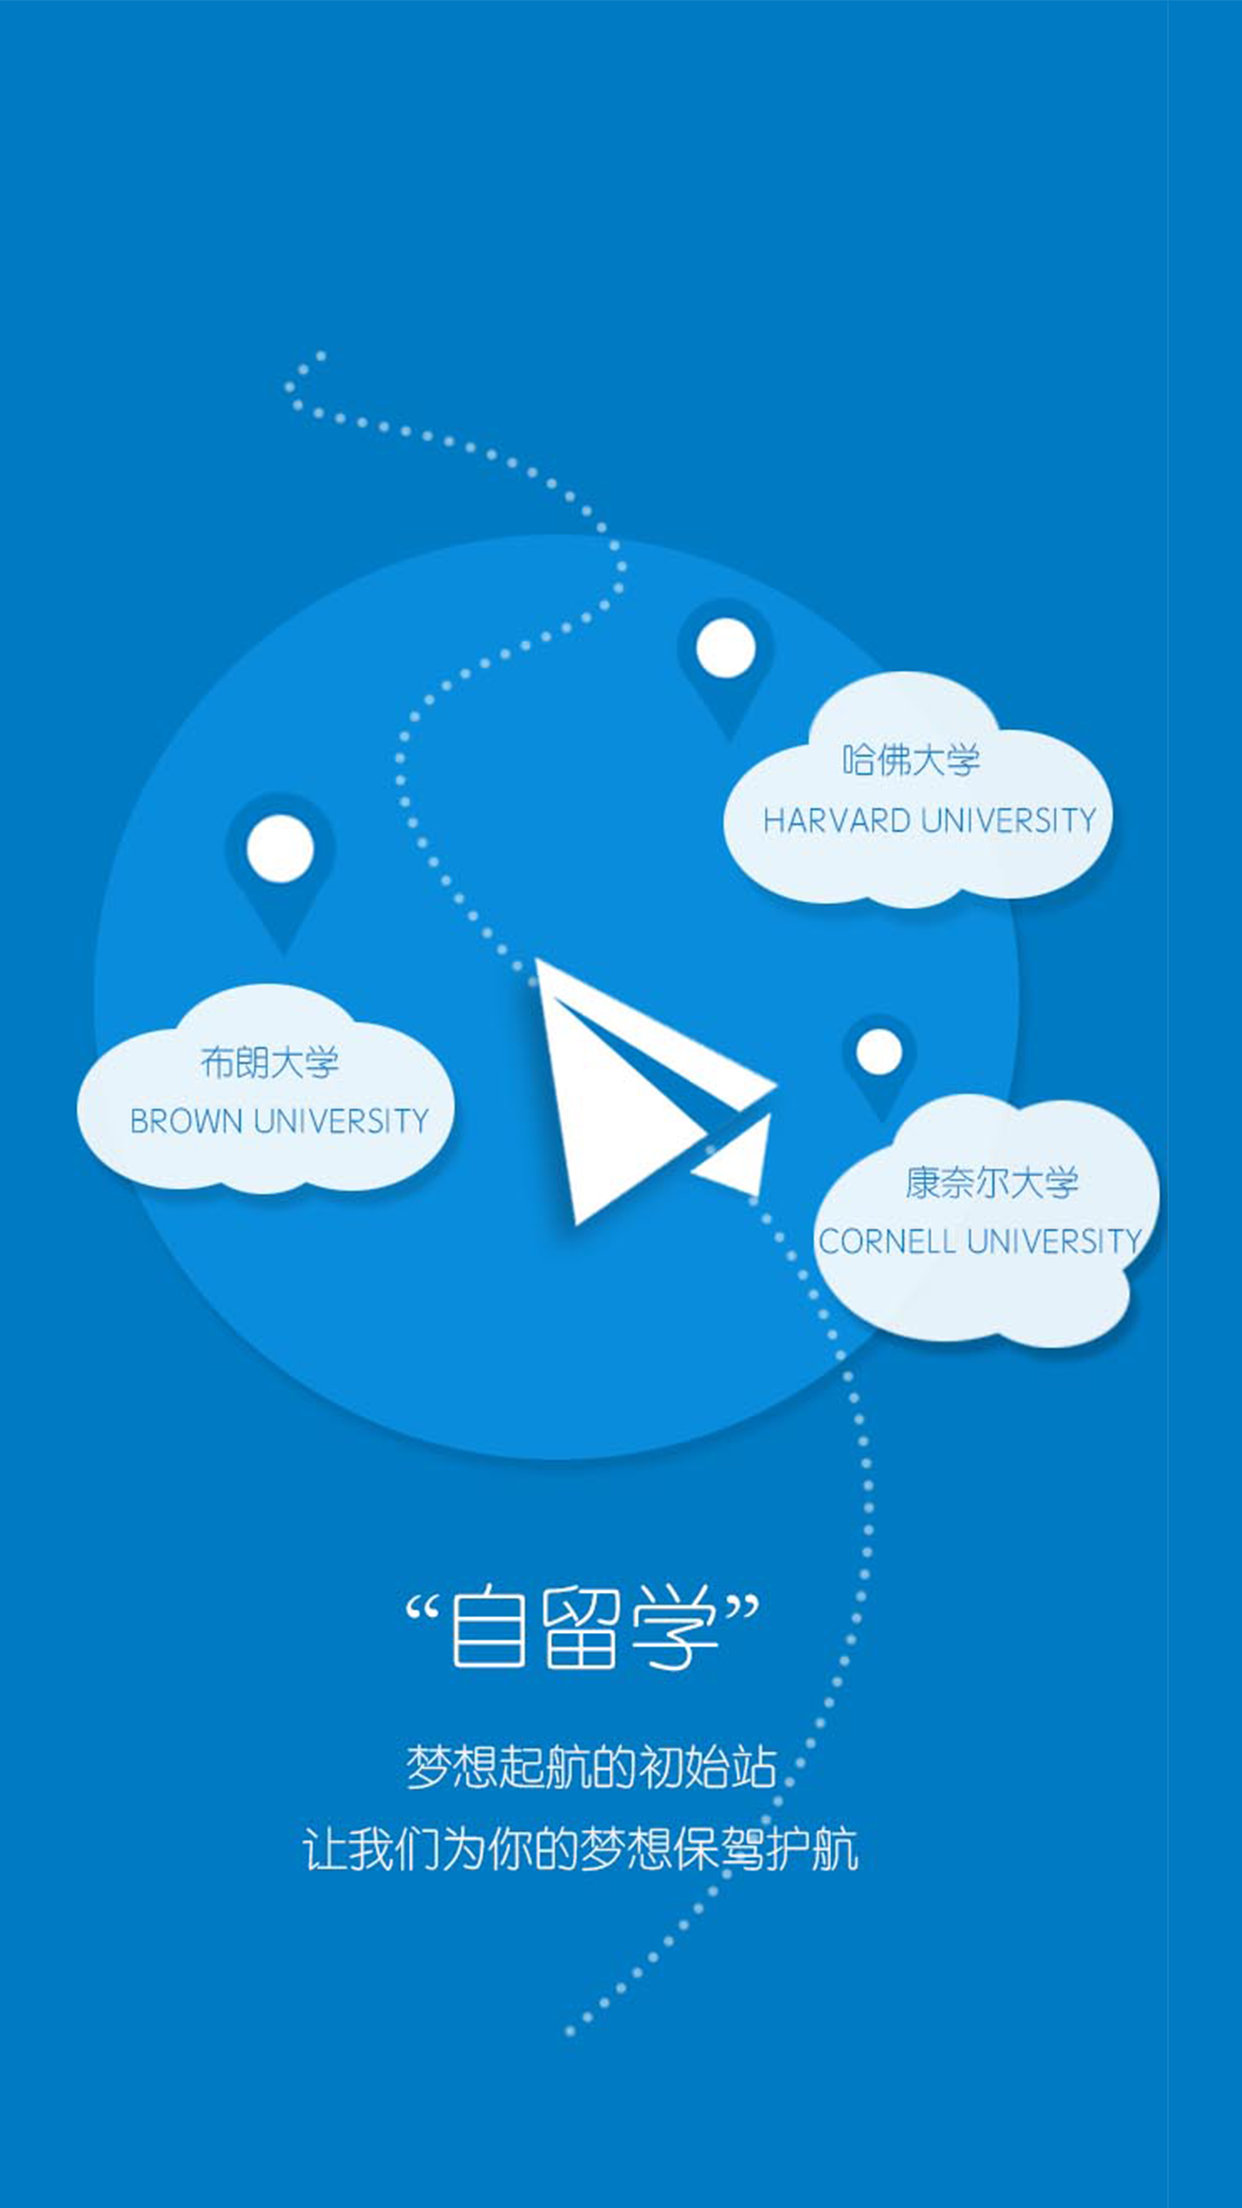 哈佛大学
HARVARD UNIVERSITY
布朗大学
BROWN UNIVERSITY
康奈尔大学
CORNELL UNIVERSITY
“自留学”
梦想起航的初始站
让我们为你的梦想保驾护航